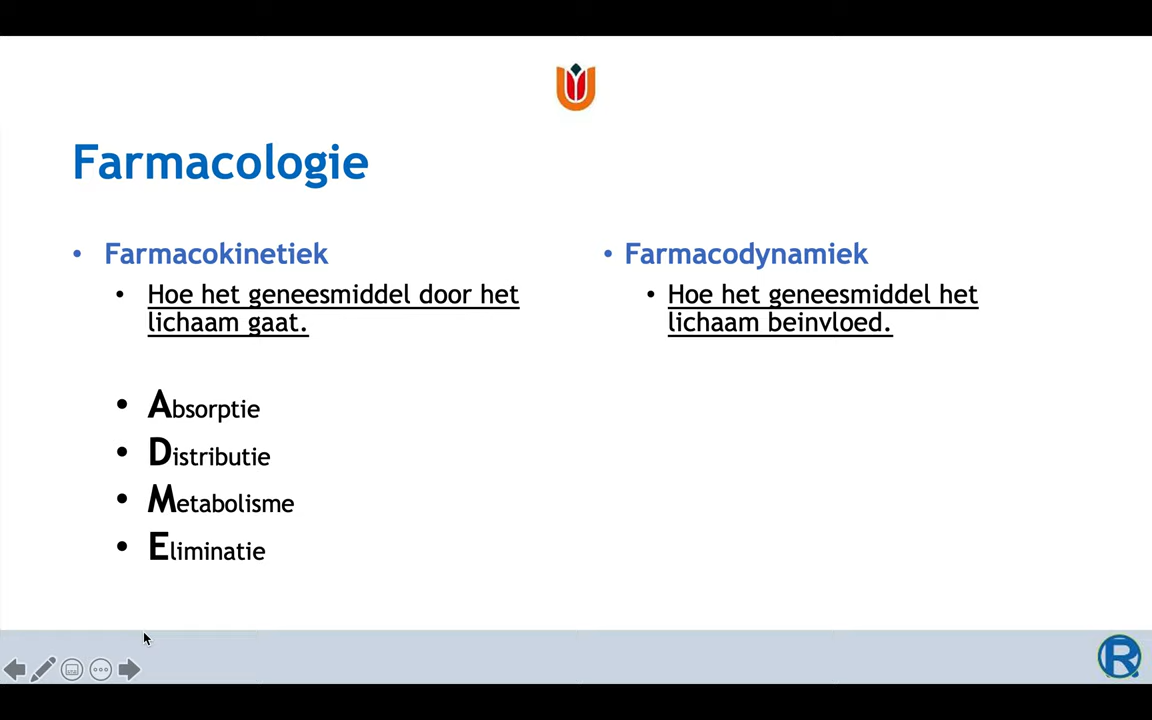 Farmacologie
• Farmacokinetiek
• Hoe het geneesmiddel door het
lichaam gaat.
• Absorptie
• Distributie
• Metabolisme
• Eliminatie
• Farmacodynamiek
• Hoe het geneesmiddel het
lichaam beinvloed.
R